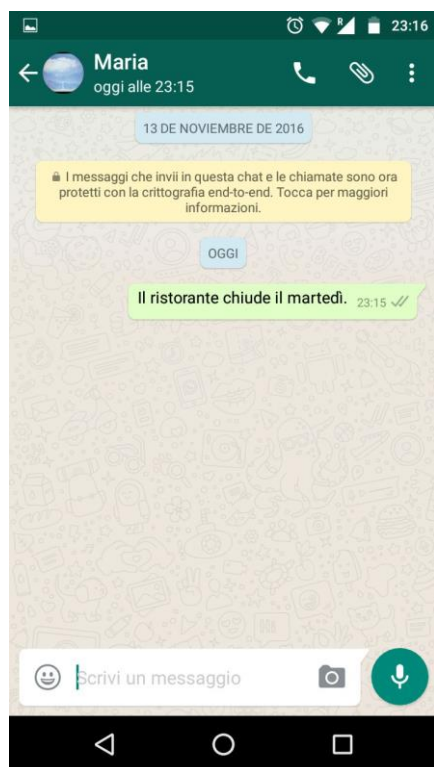 23:16
Maria
oggi alle 23:15
13 DE NOVIEMBRE DE 2016
I messaggi che invii in questa chat e le chiamate sono ora
protetti con la crittografia end-to-end. Tocca per maggiori
informazioni.
OGGI
Il ristorante chiude il martedì. 23:15
Scrivi un messaggio